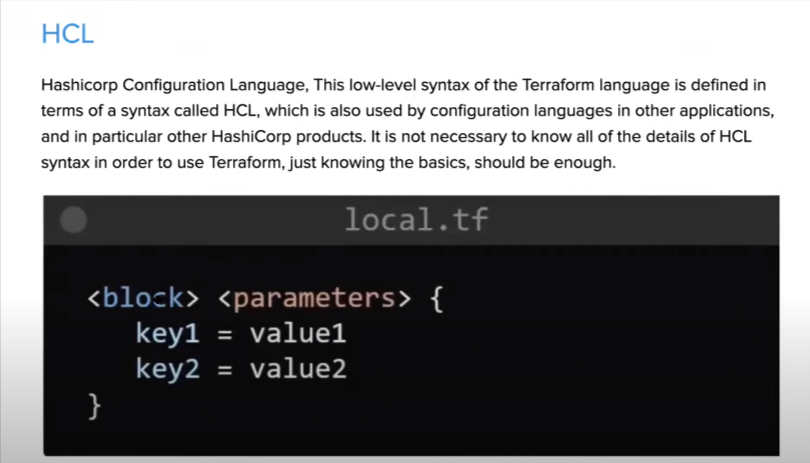 HCL
Hashicorp Configuration Language, This low-level syntax of the Terraform language is defined in
terms of a syntax called HCL, which is also used by configuration languages in other applications,
and in particular other HashiCorp products. It is not necessary to know all of the details of HCL
syntax in order to use Terraform, just knowing the basics, should be enough.
local.tf
<block> <parameters> {
key1 = value1
key2 = value2
}